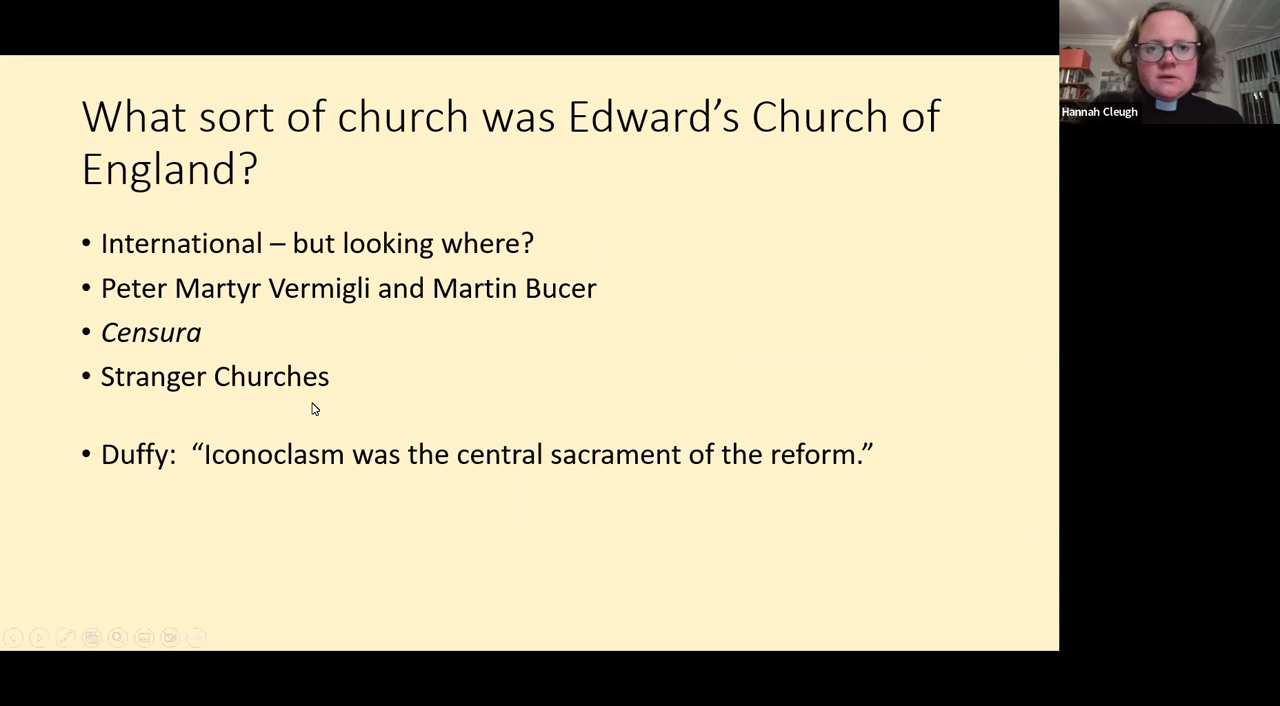 What sort of church was Edward’s Church of
England?
• International – but looking where?
• Peter Martyr Vermigli and Martin Bucer
• Censura
• Stranger Churches
• Duffy:  “Iconoclasm was the central sacrament of the reform.”
Hannah Cleugh